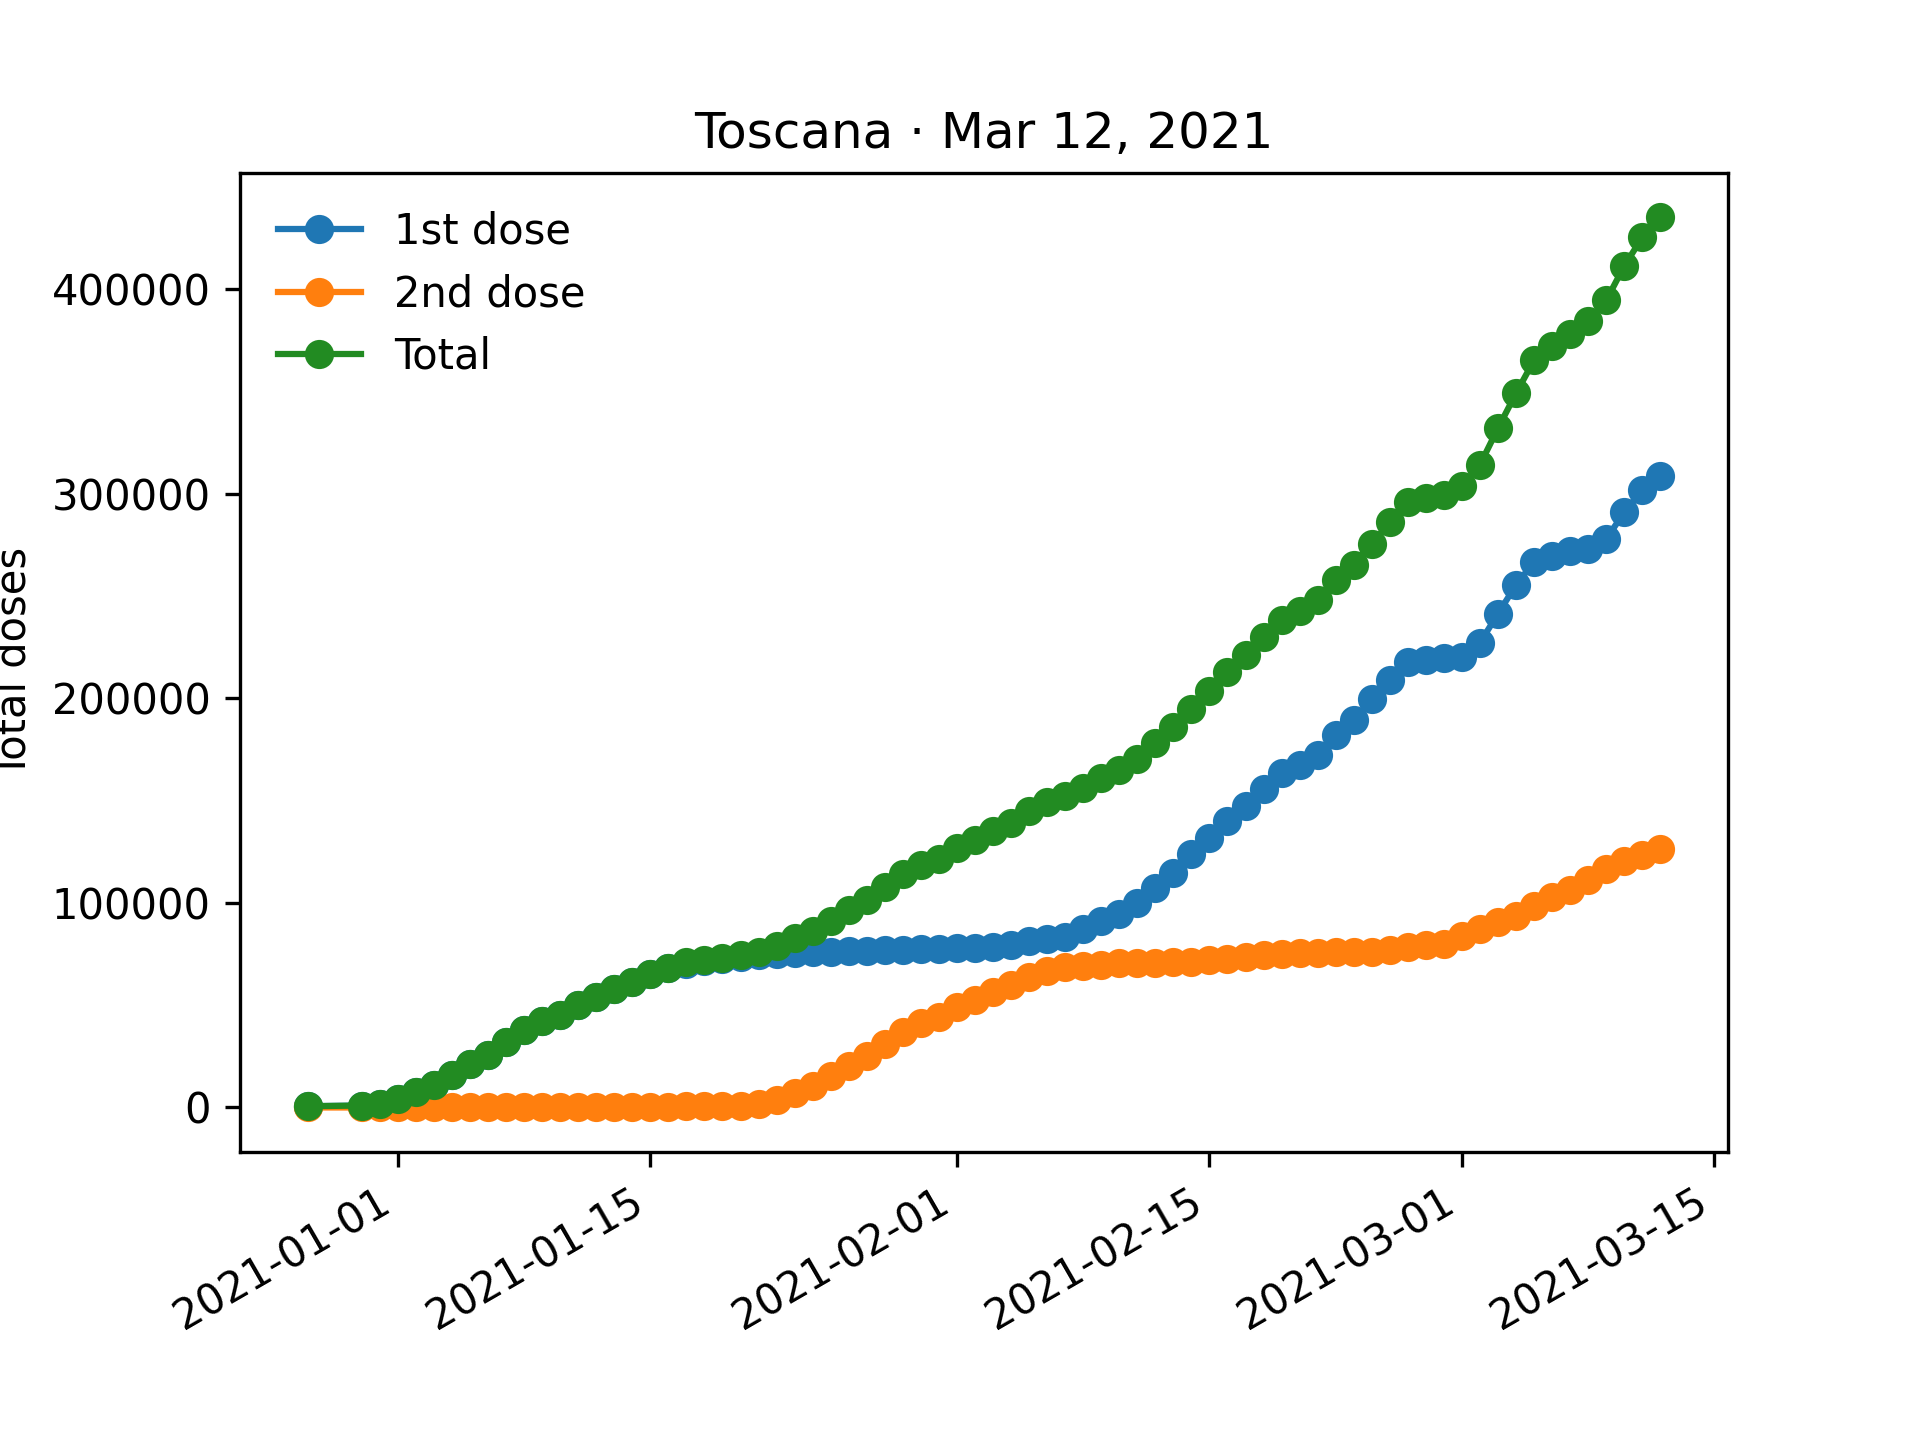 Toscana · Mar 12, 2021
1st dose
2nd dose
Total
400000
300000
200000
100000
0
Total doses
2021-01-01
2021-01-15
2021-02-01
2021-02-15
2021-03-01
2021-03-15